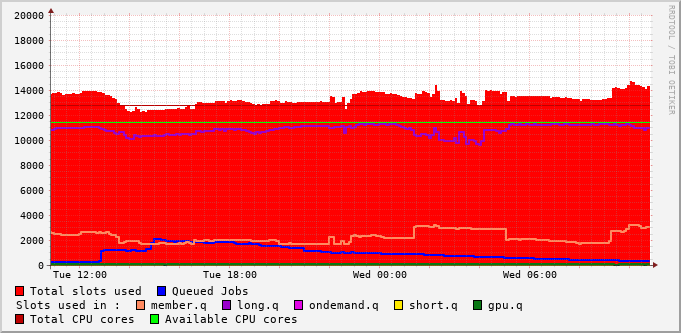 20000
18000
16000
14000
12000
10000
8000
6000
4000
2000
0
Tue 12:00 Tue 18:00 Wed 00:00 Wed 06:00
RRDTOOL / TOBI OETIKER
Total slots used Queued Jobs
Slots used in : member.q long.q ondemand.q short.q gpu.q
Total CPU cores Available CPU cores